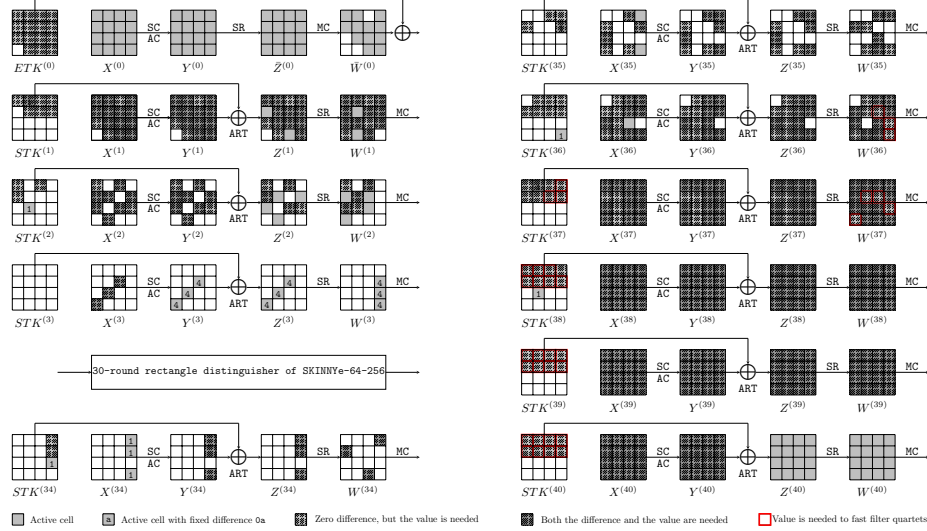 ETK^(0) X^(0) Y^(0) Z̄^(0) W̄^(0)
SC AC SR MC
STK^(1) X^(1) Y^(1) Z^(1) W^(1)
SC AC ART SR MC
STK^(2) X^(2) Y^(2) Z^(2) W^(2)
1 SC AC ART SR MC
STK^(3) X^(3) Y^(3) Z^(3) W^(3)
SC AC 4 4 4 ART 4 4 4 SR 4 4 4 MC
30-round rectangle distinguisher of SKINNYe-64-256
STK^(34) X^(34) Y^(34) Z^(34) W^(34)
1 1 1 1 SC AC ART SR MC
STK^(35) X^(35) Y^(35) Z^(35) W^(35)
SC AC ART SR MC
STK^(36) X^(36) Y^(36) Z^(36) W^(36)
1 SC AC ART SR MC
STK^(37) X^(37) Y^(37) Z^(37) W^(37)
SC AC ART SR MC
STK^(38) X^(38) Y^(38) Z^(38) W^(38)
1 SC AC ART SR MC
STK^(39) X^(39) Y^(39) Z^(39) W^(39)
SC AC ART SR MC
STK^(40) X^(40) Y^(40) Z^(40) W^(40)
SC AC ART SR MC
Active cell a Active cell with fixed difference 0a Zero difference, but the value is needed Both the difference and the value are needed Value is needed to fast filter quartets